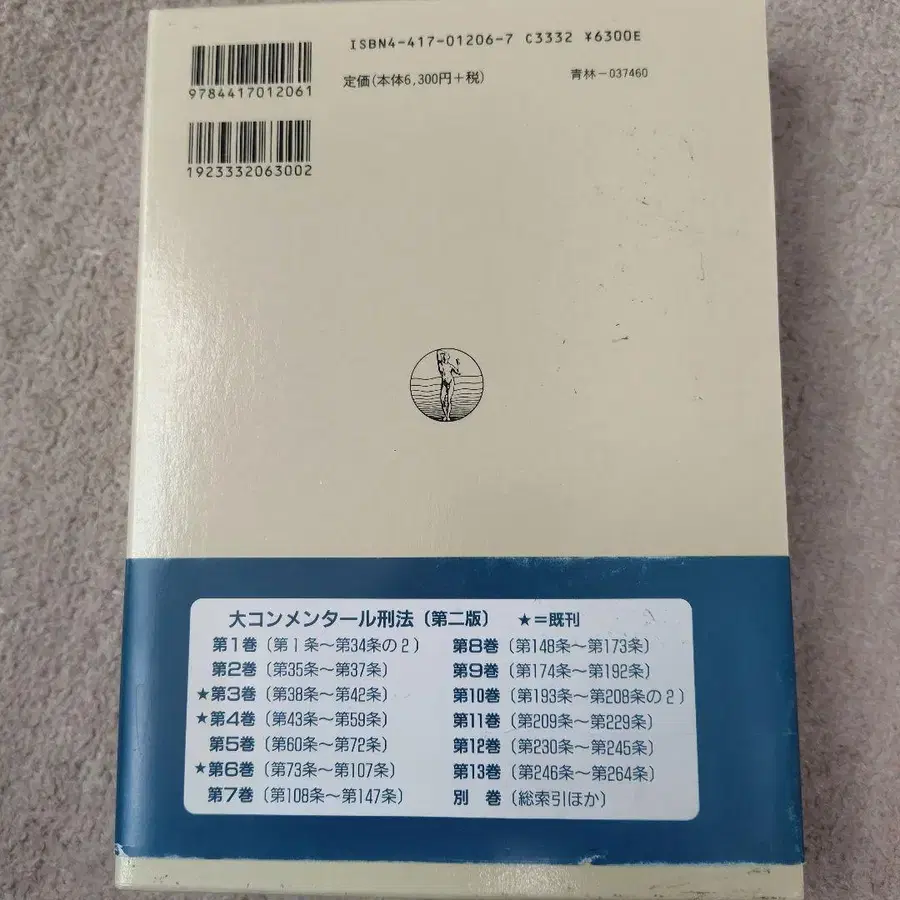 ISBN4-417-01206-7 C3332 ¥6300E
9784417012061
定価(本体6,300円+税)
青林-037460
1923332063002
大コンメンタール刑法〔第二版〕 ★=既刊
第1巻〔第1条~第34条の2〕
第2巻〔第35条~第37条〕
★第3巻〔第38条~第42条〕
★第4巻〔第43条~第59条〕
第5巻〔第60条~第72条〕
★第6巻〔第73条~第107条〕
第7巻〔第108条~第147条〕
第8巻〔第148条~第173条〕
第9巻〔第174条~第192条〕
第10巻〔第193条~第208条の2〕
第11巻〔第209条~第229条〕
第12巻〔第230条~第245条〕
第13巻〔第246条~第264条〕
別 巻〔総索引ほか〕